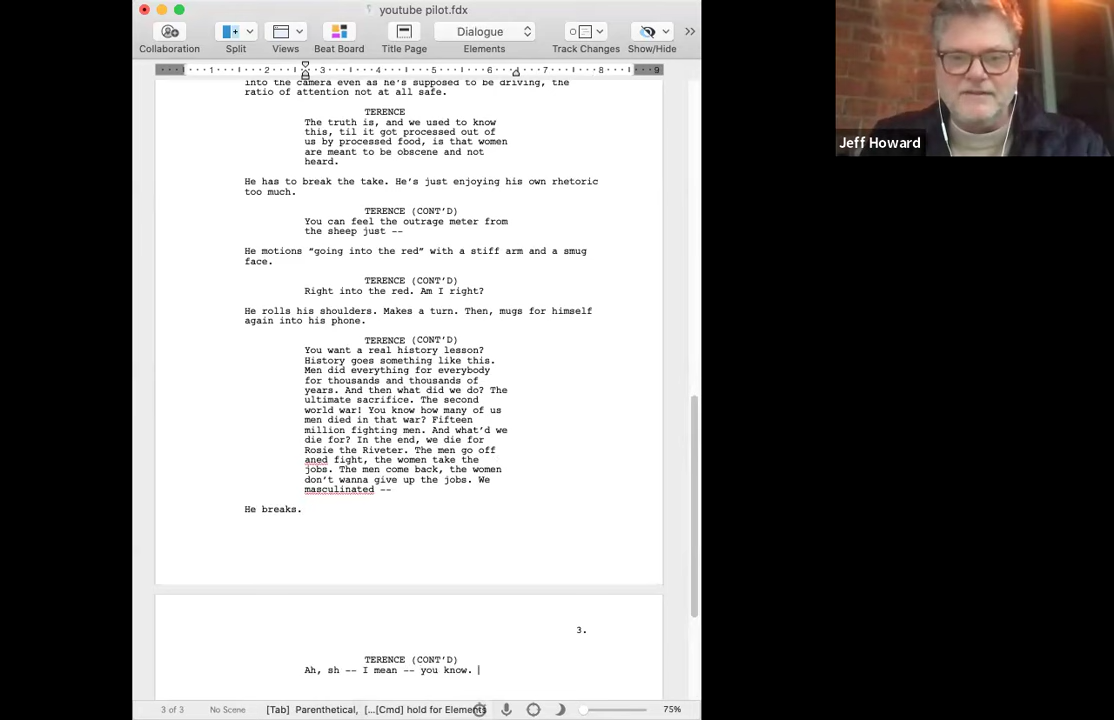 youtube pilot.fdx
Collaboration
Split
Views
Beat Board
Title Page
Dialogue
Elements
Track Changes
Show/Hide
1 2 3 4 5 6 7 8 9
into the camera even as he's supposed to be driving, the
ratio of attention not at all safe.
TERENCE
The truth is, and we used to know
this, til it got processed out of
us by processed food, is that women
are meant to be obscene and not
heard.
He has to break the take. He's just enjoying his own rhetoric
too much.
TERENCE (CONT'D)
You can feel the outrage meter from
the sheep just --
He motions “going into the red” with a stiff arm and a smug
face.
TERENCE (CONT'D)
Right into the red. Am I right?
He rolls his shoulders. Makes a turn. Then, mugs for himself
again into his phone.
TERENCE (CONT'D)
You want a real history lesson?
History goes something like this.
Men did everything for everybody
for thousands and thousands of
years. And then what did we do? The
ultimate sacrifice. The second
world war! You know how many of us
men died in that war? Fifteen
million fighting men. And what'd we
die for? In the end, we die for
Rosie the Riveter. The men go off
aned fight, the women take the
jobs. The men come back, the women
don't wanna give up the jobs. We
masculinated --
He breaks.
3.
TERENCE (CONT'D)
Ah, sh -- I mean -- you know.
3 of 3
No Scene
[Tab] Parenthetical, [...[Cmd] hold for Elements
75%
Jeff Howard